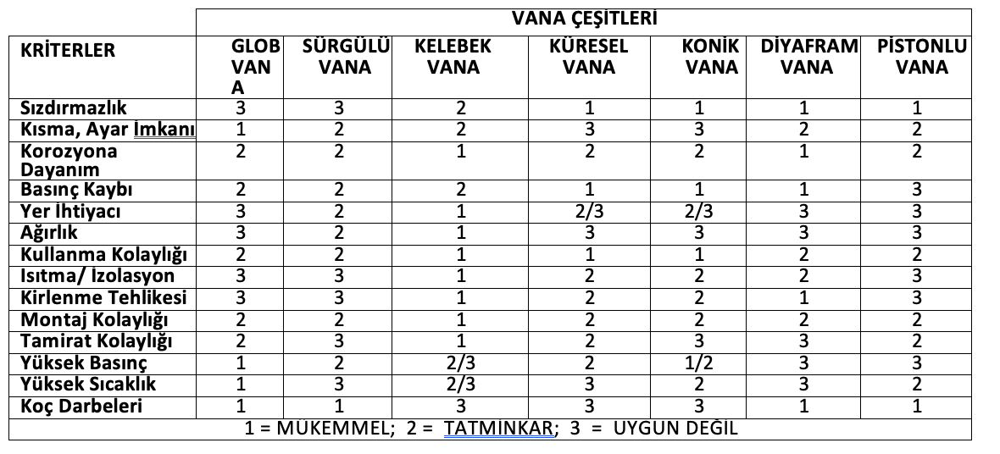 VANA ÇEŞİTLERİ
KRİTERLER GLOB VAN A SÜRGÜLÜ VANA KELEBEK VANA KÜRESEL VANA KONİK VANA DİYAFRAM VANA PİSTONLU VANA
Sızdırmazlık 3 3 2 1 1 1 1
Kısma, Ayar İmkanı 1 2 2 3 3 2 2
Korozyona Dayanım 2 2 1 2 2 1 2
Basınç Kaybı 2 2 2 1 1 1 3
Yer İhtiyacı 3 2 1 2/3 2/3 3 3
Ağırlık 3 2 1 3 3 3 3
Kullanma Kolaylığı 2 2 1 1 1 2 2
Isıtma/ İzolasyon 3 3 1 2 2 2 3
Kirlenme Tehlikesi 3 3 1 2 2 1 3
Montaj Kolaylığı 2 2 1 2 2 2 2
Tamirat Kolaylığı 2 3 1 2 3 3 2
Yüksek Basınç 1 2 2/3 2 1/2 3 3
Yüksek Sıcaklık 1 3 2/3 3 2 3 2
Koç Darbeleri 1 1 3 3 3 1 1
1 = MÜKEMMEL; 2 = TATMİNKAR; 3 = UYGUN DEĞİL